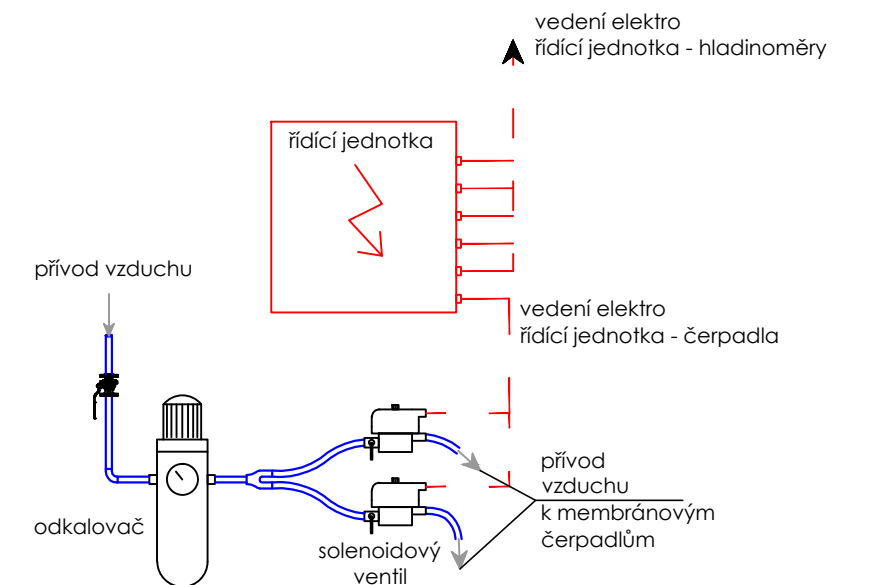 vedení elektro
řídící jednotka - hladinoměry
řídící jednotka
přívod vzduchu
vedení elektro
řídící jednotka - čerpadla
přívod
vzduchu
k membránovým
čerpadlům
odkalovač
solenoidový
ventil